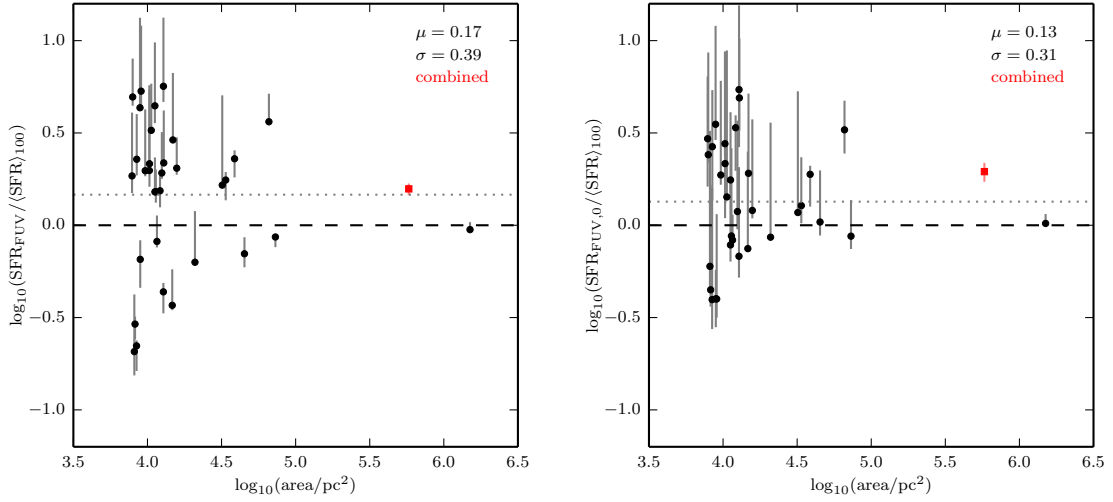 μ = 0.17
σ = 0.39
combined
1.0
0.5
0.0
−0.5
−1.0
log₁₀(SFR_FUV/⟨SFR⟩₁₀₀)
3.5 4.0 4.5 5.0 5.5 6.0 6.5
log₁₀(area/pc²)
μ = 0.13
σ = 0.31
combined
1.0
0.5
0.0
−0.5
−1.0
log₁₀(SFR_FUV,0/⟨SFR⟩₁₀₀)
3.5 4.0 4.5 5.0 5.5 6.0 6.5
log₁₀(area/pc²)